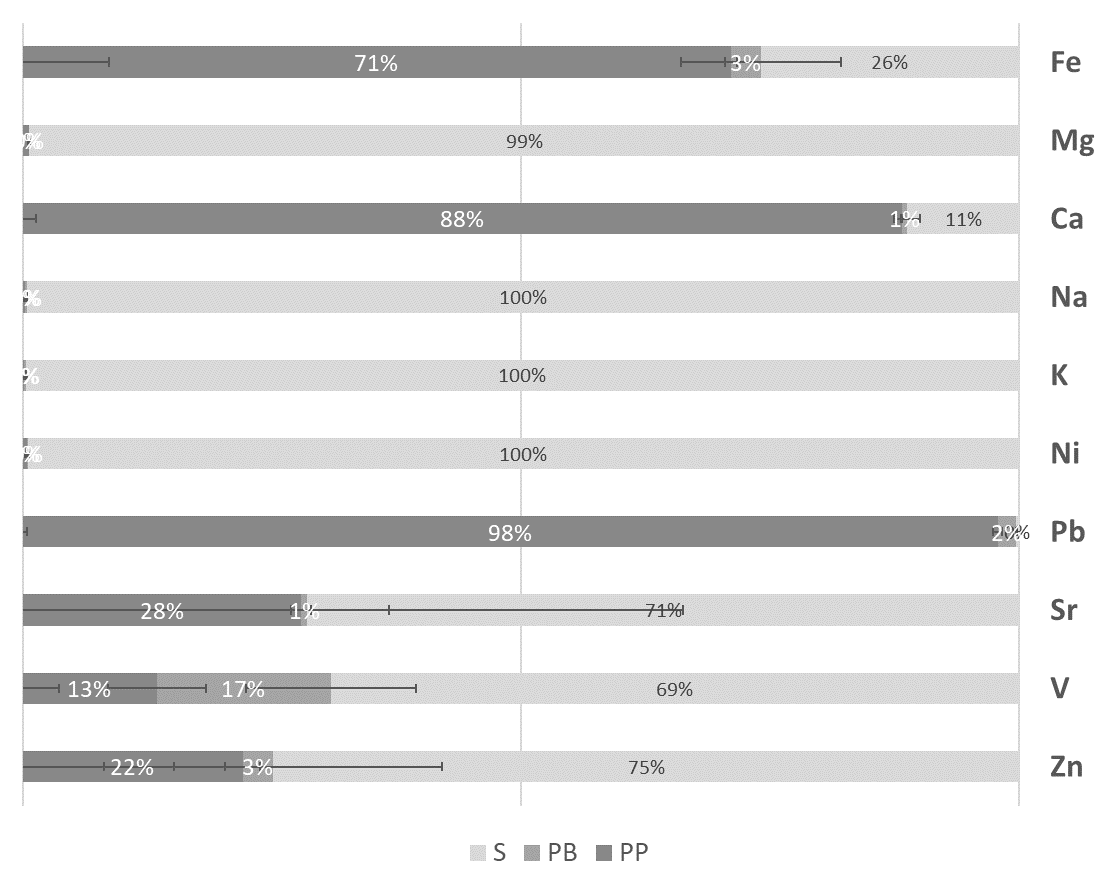 71% 3% 26% Fe
99% Mg
88% 1% 11% Ca
100% Na
100% K
100% Ni
98% 2% Pb
28% 1% 71% Sr
13% 17% 69% V
22% 3% 75% Zn
S PB PP